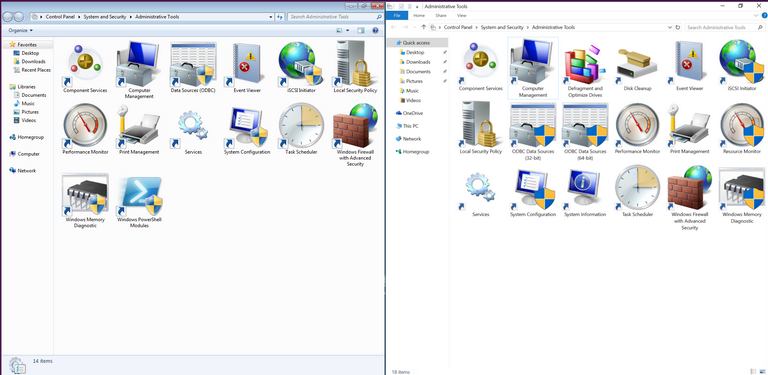 Control Panel ▸ System and Security ▸ Administrative Tools
Search Administrative Tools
Organize
Favorites
Desktop
Downloads
Recent Places
Libraries
Documents
Music
Pictures
Videos
Homegroup
Computer
Network
Component Services
Computer
Management
Data Sources (ODBC)
Event Viewer
iSCSI Initiator
Local Security Policy
Performance Monitor
Print Management
Services
System Configuration
Task Scheduler
Windows Firewall
with Advanced
Security
Windows Memory
Diagnostic
Windows PowerShell
Modules
14 items
Administrative Tools
File
Home
Share
View
Control Panel > System and Security > Administrative Tools
Search Administrative Tools
Quick access
Desktop
Downloads
Documents
Pictures
Music
Videos
OneDrive
This PC
Network
Homegroup
Component Services
Computer
Management
Defragment and
Optimize Drives
Disk Cleanup
Event Viewer
iSCSI Initiator
Local Security Policy
ODBC Data Sources
(32-bit)
ODBC Data Sources
(64-bit)
Performance Monitor
Print Management
Resource Monitor
Services
System Configuration
System Information
Task Scheduler
Windows Firewall
with Advanced
Security
Windows Memory
Diagnostic
18 items